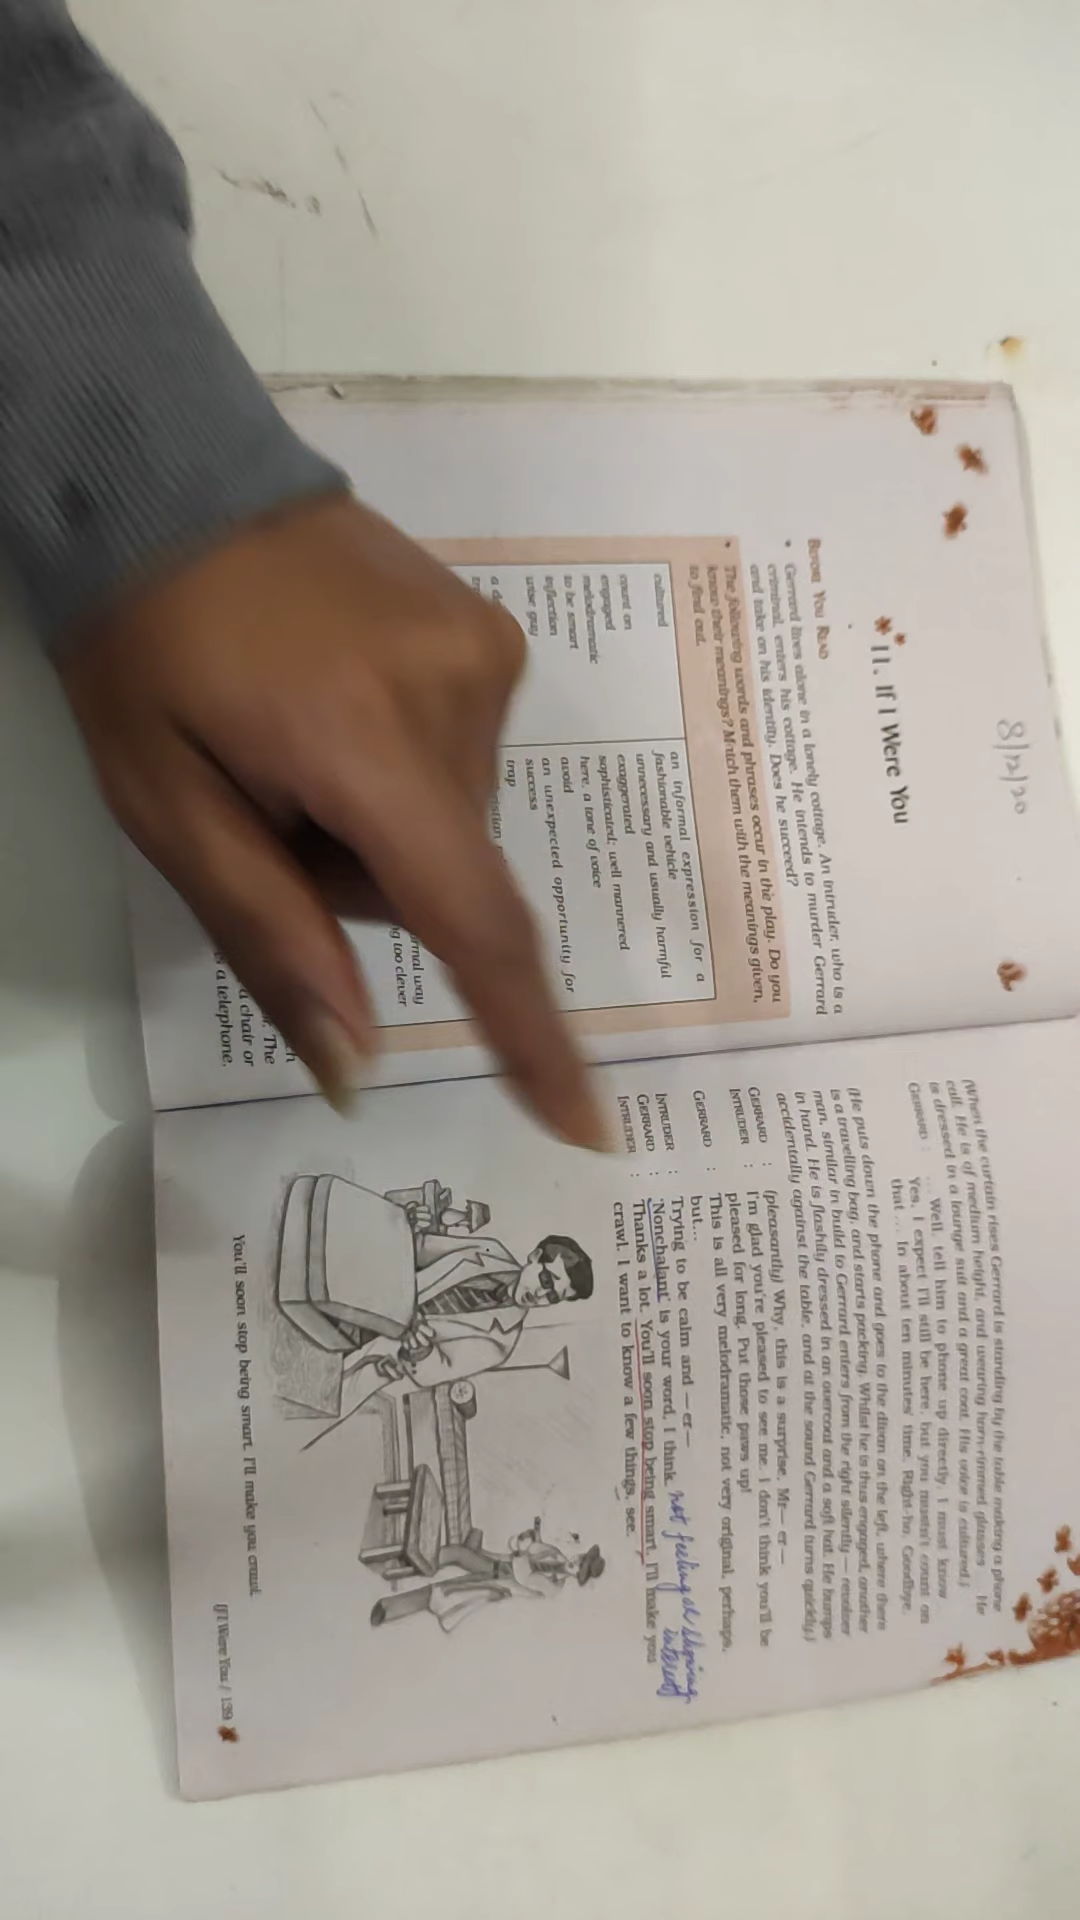 8/12/20
11. If I Were You
BEFORE YOU READ
• Gerrard lives alone in a lonely cottage. An intruder, who is a
criminal, enters his cottage. He intends to murder Gerrard
and take on his identity. Does he succeed?
• The following words and phrases occur in the play. Do you
know their meanings? Match them with the meanings given,
to find out.
cultured
count on
engaged
melodramatic
to be smart
inflection
wise guy
a
an informal expression for a
fashionable vehicle
unnecessary and usually harmful
exaggerated
sophisticated; well mannered
here, a tone of voice
avoid
an unexpected opportunity for
success
trap
way
too clever
The
chair or
a telephone.
(When the curtain rises Gerrard is standing by the table making a phone
call. He is of medium height, and wearing horn-rimmed glasses ... He
is dressed in a lounge suit and a great coat. His voice is cultured.)
GERRARD : ... Well, tell him to phone up directly. I must know ...
Yes, I expect I'll still be here, but you mustn't count on
that ... In about ten minutes' time. Right-ho. Goodbye.
(He puts down the phone and goes to the divan on the left, where there
is a travelling bag, and starts packing. Whilst he is thus engaged, another
man, similar in build to Gerrard enters from the right silently — revolver
in hand. He is flashily dressed in an overcoat and a soft hat. He bumps
accidentally against the table, and at the sound Gerrard turns quickly.)
GERRARD : (pleasantly) Why, this is a surprise, Mr— er—
INTRUDER : I'm glad you're pleased to see me. I don't think you'll be
pleased for long. Put those paws up!
GERRARD : This is all very melodramatic, not very original, perhaps,
but...
INTRUDER : Trying to be calm and —er—
GERRARD : 'Nonchalant' is your word, I think. not feeling or showing interest
INTRUDER : Thanks a lot. You'll soon stop being smart. I'll make you
crawl. I want to know a few things, see.
You'll soon stop being smart. I'll make you crawl.
If I Were You / 139